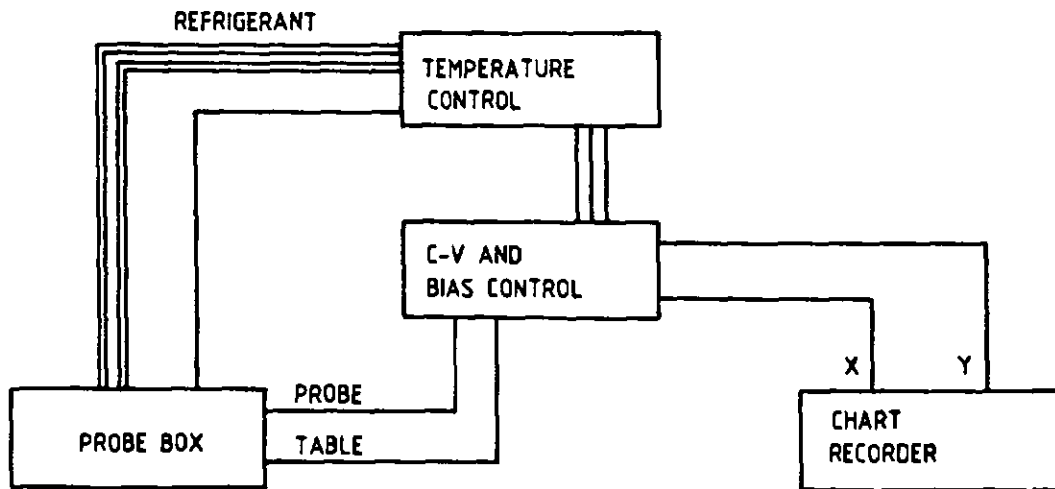 REFRIGERANT
TEMPERATURE
CONTROL
C-V AND
BIAS CONTROL
X
Y
PROBE
TABLE
PROBE BOX
CHART
RECORDER